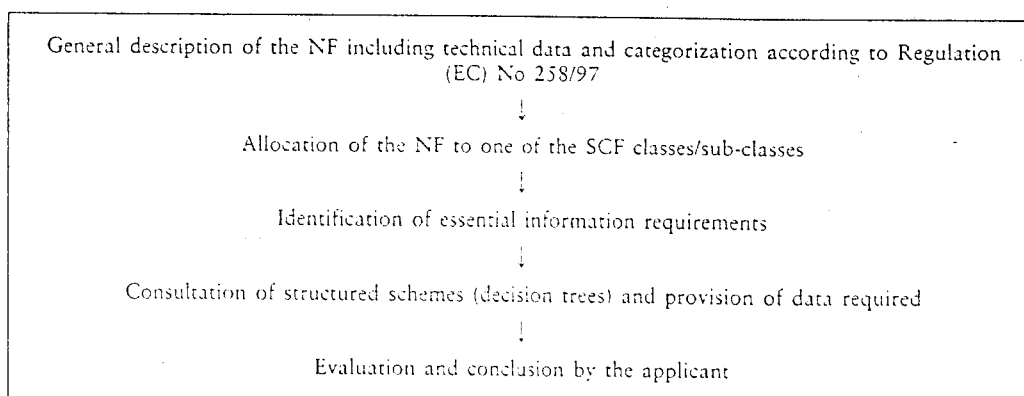 General description of the NF including technical data and categorization according to Regulation
(EC) No 258/97
↓
Allocation of the NF to one of the SCF classes/sub-classes
↓
Identification of essential information requirements
↓
Consultation of structured schemes (decision trees) and provision of data required
↓
Evaluation and conclusion by the applicant